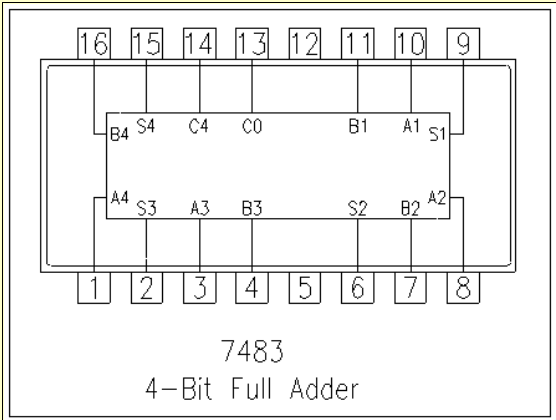 16 15 14 13 12 11 10 9
B4 S4 C4 C0 B1 A1 S1
A4 S3 A3 B3 S2 B2 A2
1 2 3 4 5 6 7 8
7483
4-Bit Full Adder